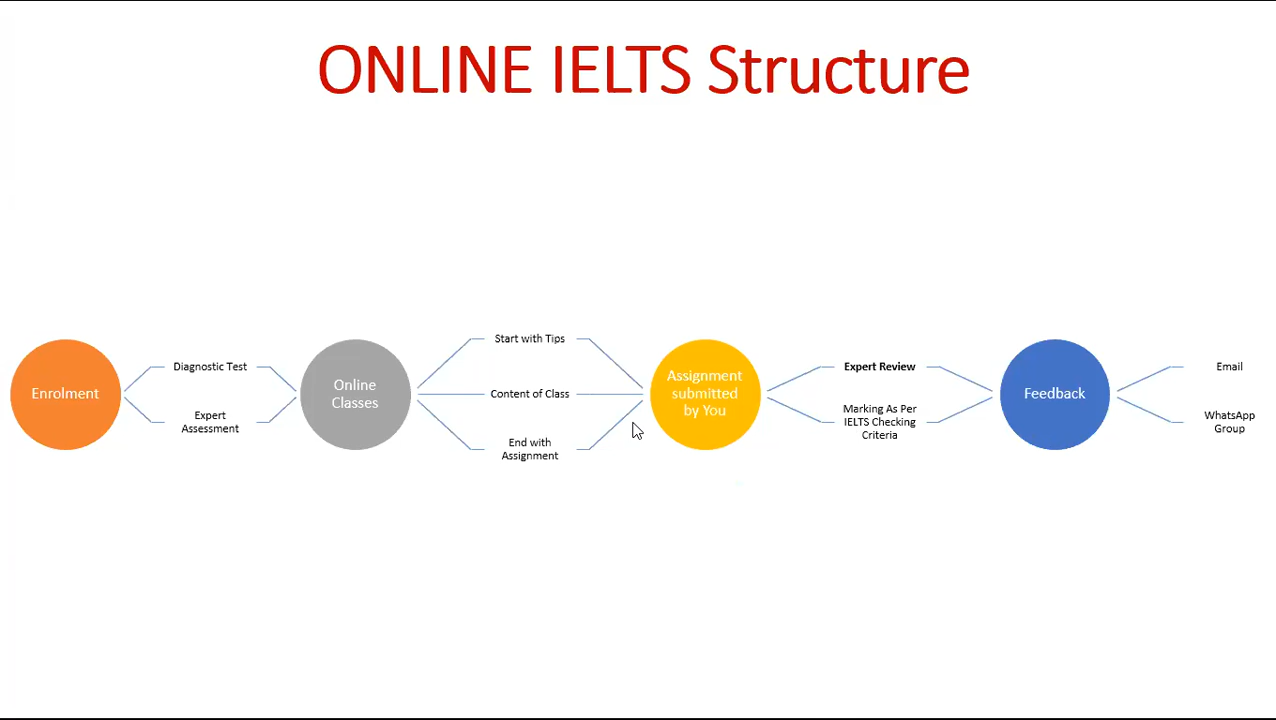 ONLINE IELTS Structure
Enrolment
Diagnostic Test
Expert
Assessment
Online
Classes
Start with Tips
Content of Class
End with
Assignment
Assignment
submitted
by You
Expert Review
Marking As Per
IELTS Checking
Criteria
Feedback
Email
WhatsApp
Group